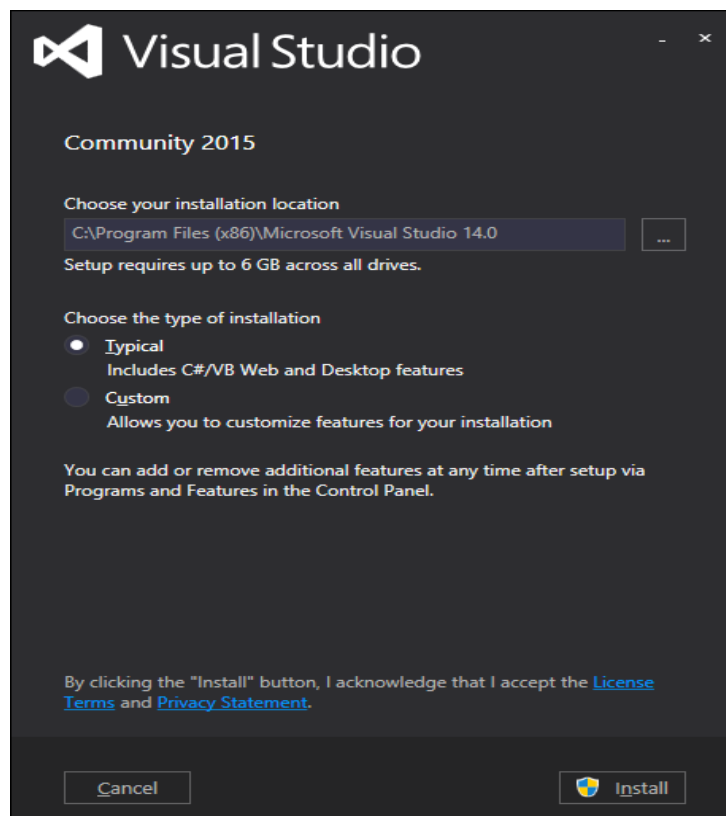 Visual Studio
Community 2015
Choose your installation location
C:\Program Files (x86)\Microsoft Visual Studio 14.0
...
Setup requires up to 6 GB across all drives.
Choose the type of installation
Typical
Includes C#/VB Web and Desktop features
Custom
Allows you to customize features for your installation
You can add or remove additional features at any time after setup via
Programs and Features in the Control Panel.
By clicking the "Install" button, I acknowledge that I accept the License
Terms and Privacy Statement.
Cancel
Install